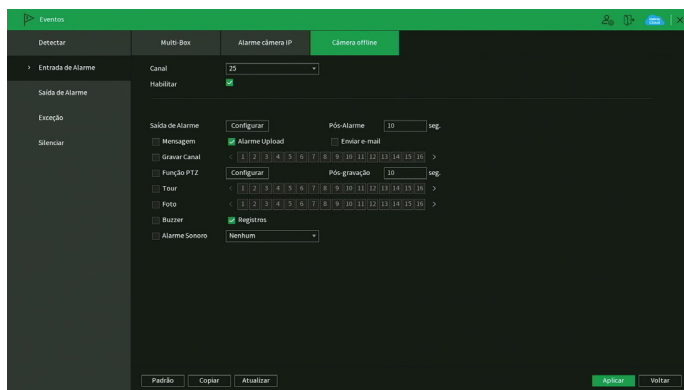 Eventos
Detectar
Multi-Box Alarme câmera IP Câmera offline
Entrada de Alarme
Canal 25
Habilitar
Saída de Alarme
Exceção
Saída de Alarme Configurar Pós-Alarme 10 seg.
Silenciar
Mensagem Alarme Upload Enviar e-mail
Gravar Canal < 1 2 3 4 5 6 7 8 9 10 11 12 13 14 15 16 >
Função PTZ Configurar Pós-gravação 10 seg.
Tour < 1 2 3 4 5 6 7 8 9 10 11 12 13 14 15 16 >
Foto < 1 2 3 4 5 6 7 8 9 10 11 12 13 14 15 16 >
Buzzer Registros
Alarme Sonoro Nenhum
Padrão Copiar Atualizar Aplicar Voltar